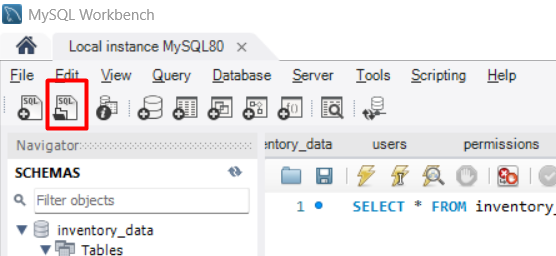 MySQL Workbench
Local instance MySQL80
File Edit View Query Database Server Tools Scripting Help
SQL SQL
Navigator
entory_data users permissions
SCHEMAS
Filter objects
1 SELECT * FROM inventory_
inventory_data
Tables